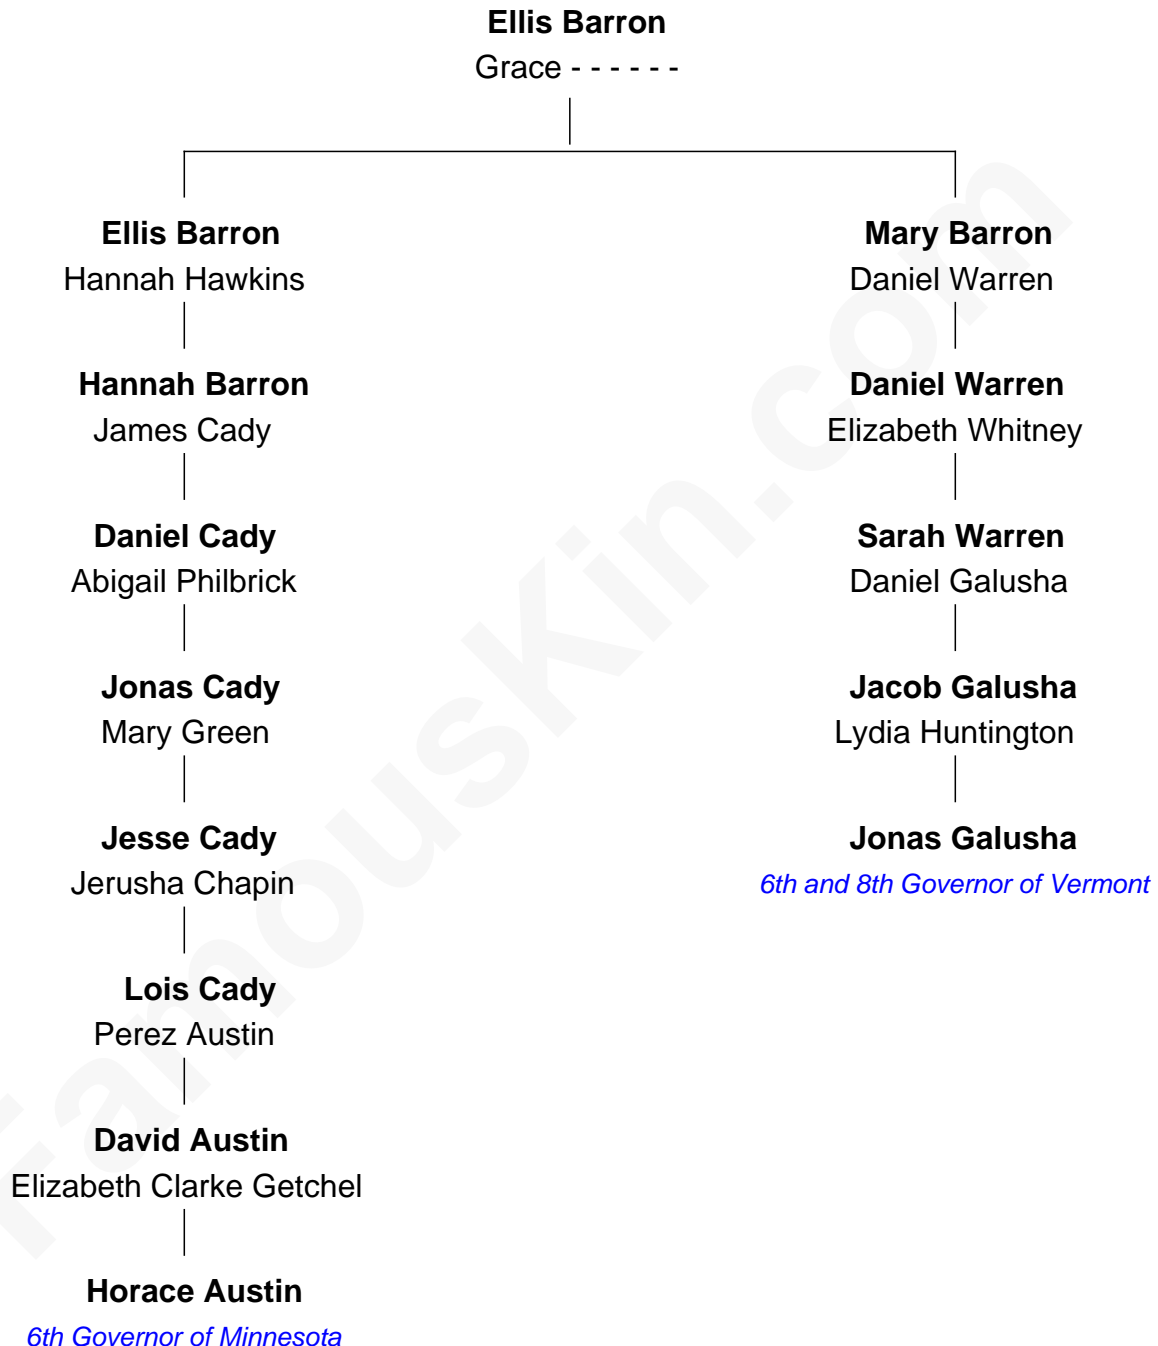 Ellis Barron
Grace - - - - - -
Ellis Barron
Hannah Hawkins
Hannah Barron
James Cady
Daniel Cady
Abigail Philbrick
Jonas Cady
Mary Green
Jesse Cady
Jerusha Chapin
Lois Cady
Perez Austin
David Austin
Elizabeth Clarke Getchel
Horace Austin
6th Governor of Minnesota
Mary Barron
Daniel Warren
Daniel Warren
Elizabeth Whitney
Sarah Warren
Daniel Galusha
Jacob Galusha
Lydia Huntington
Jonas Galusha
6th and 8th Governor of Vermont
FamousKin.com